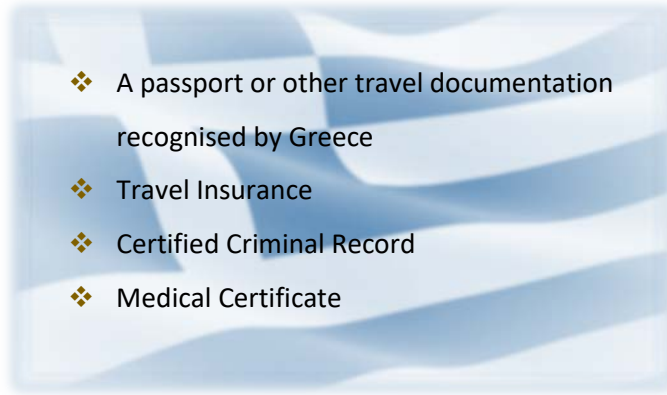 ❖ A passport or other travel documentation
recognised by Greece
❖ Travel Insurance
❖ Certified Criminal Record
❖ Medical Certificate